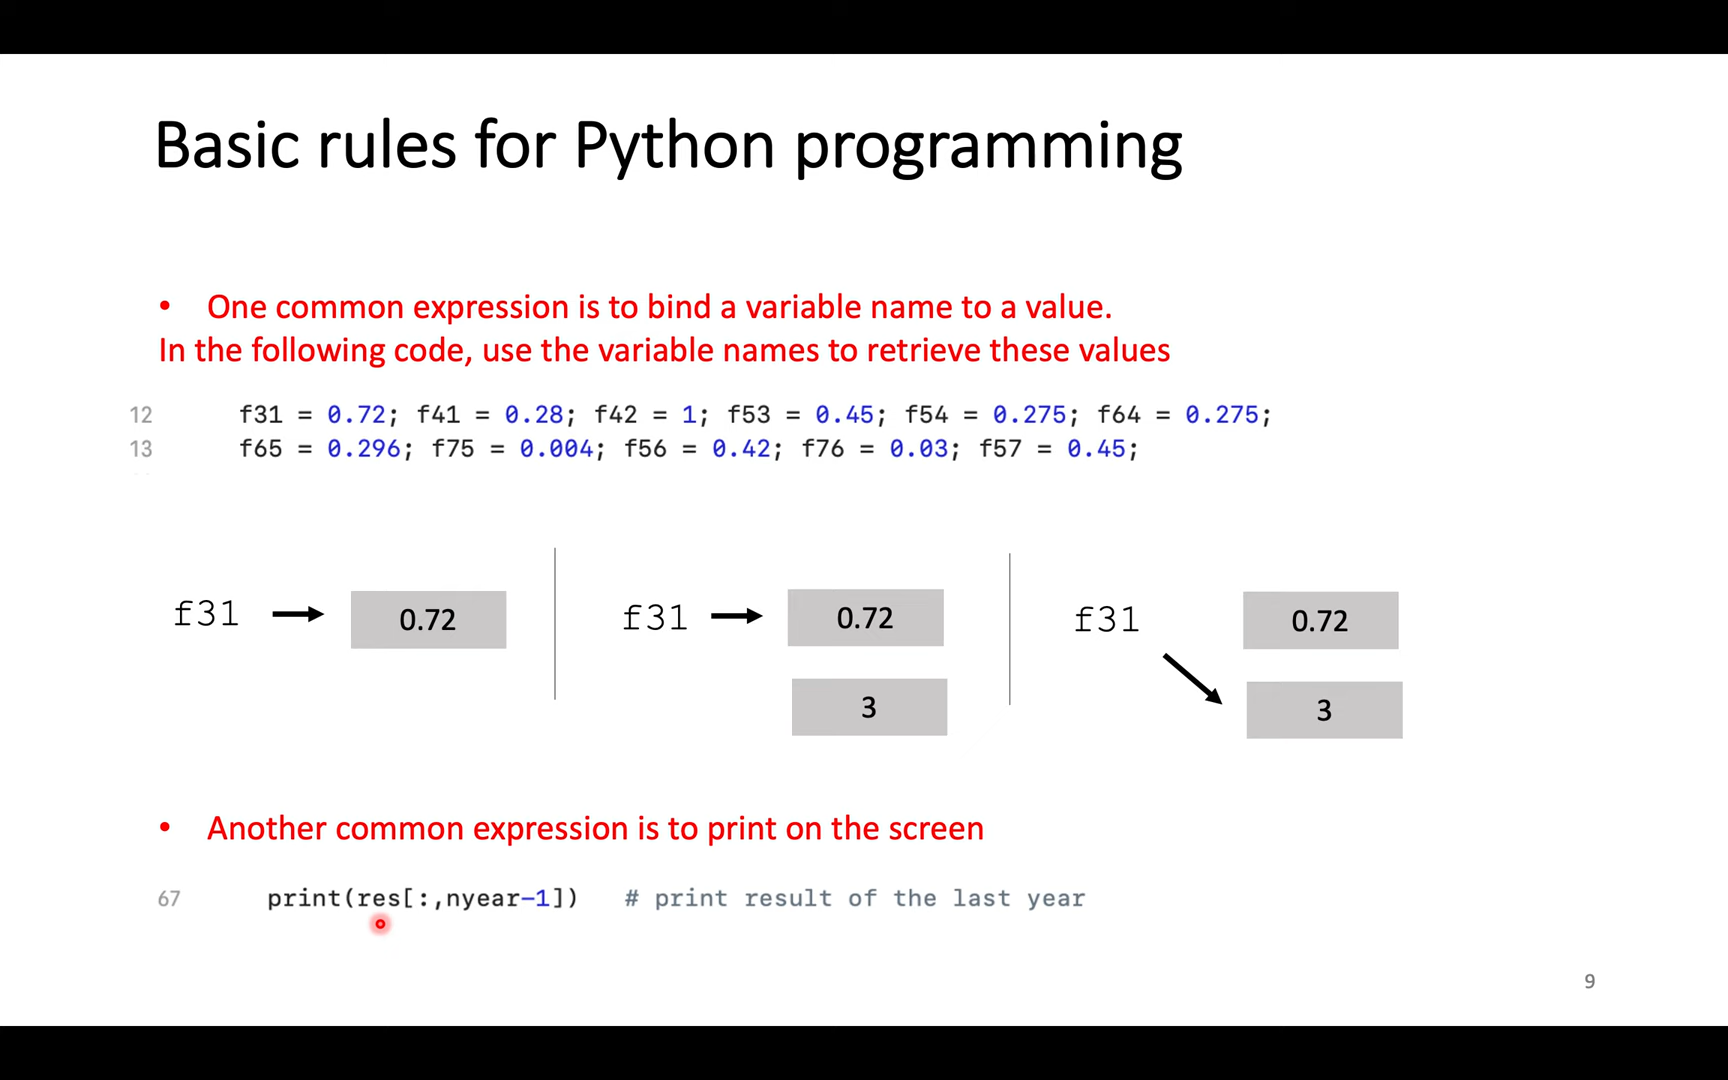 Basic rules for Python programming
• One common expression is to bind a variable name to a value.
In the following code, use the variable names to retrieve these values
12 f31 = 0.72; f41 = 0.28; f42 = 1; f53 = 0.45; f54 = 0.275; f64 = 0.275;
13 f65 = 0.296; f75 = 0.004; f56 = 0.42; f76 = 0.03; f57 = 0.45;
f31 0.72 f31 0.72 f31 0.72
3 3
• Another common expression is to print on the screen
67 print(res[:,nyear-1]) # print result of the last year
9